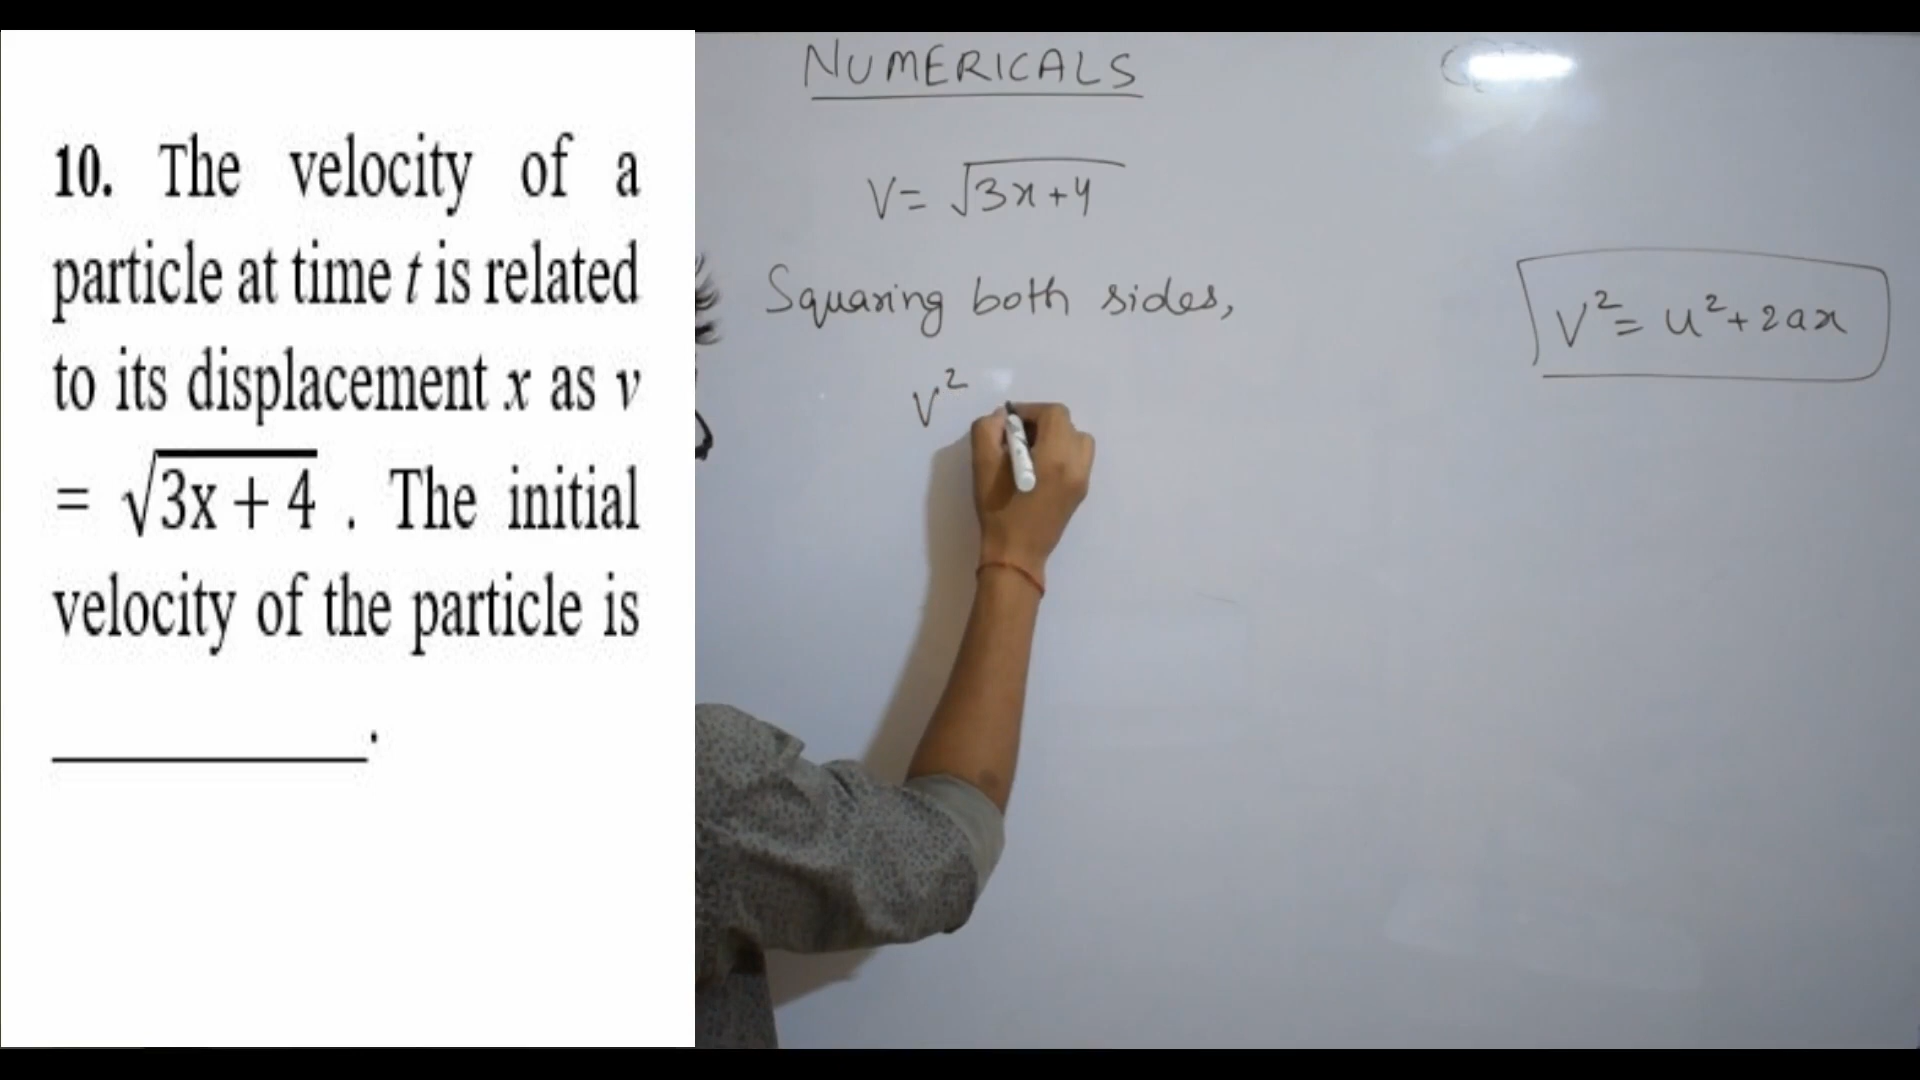 10. The velocity of a
particle at time t is related
to its displacement x as v
= √3x + 4 . The initial
velocity of the particle is
____________.
NUMERICALS
V = √3x+4
Squaring both sides,
V²
V² = u² + 2ax